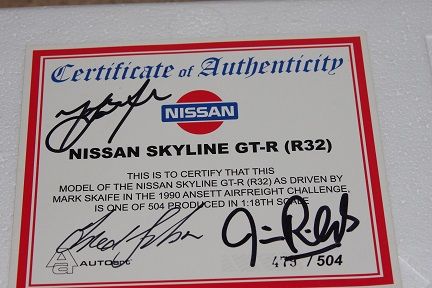 Certificate of Authenticity
NISSAN
NISSAN SKYLINE GT-R (R32)
THIS IS TO CERTIFY THAT THIS
MODEL OF THE NISSAN SKYLINE GT-R (R32) AS DRIVEN BY
MARK SKAIFE IN THE 1990 ANSETT AIRFREIGHT CHALLENGE,
IS ONE OF 504 PRODUCED IN 1:18TH SCALE
AUTOart
/ 504